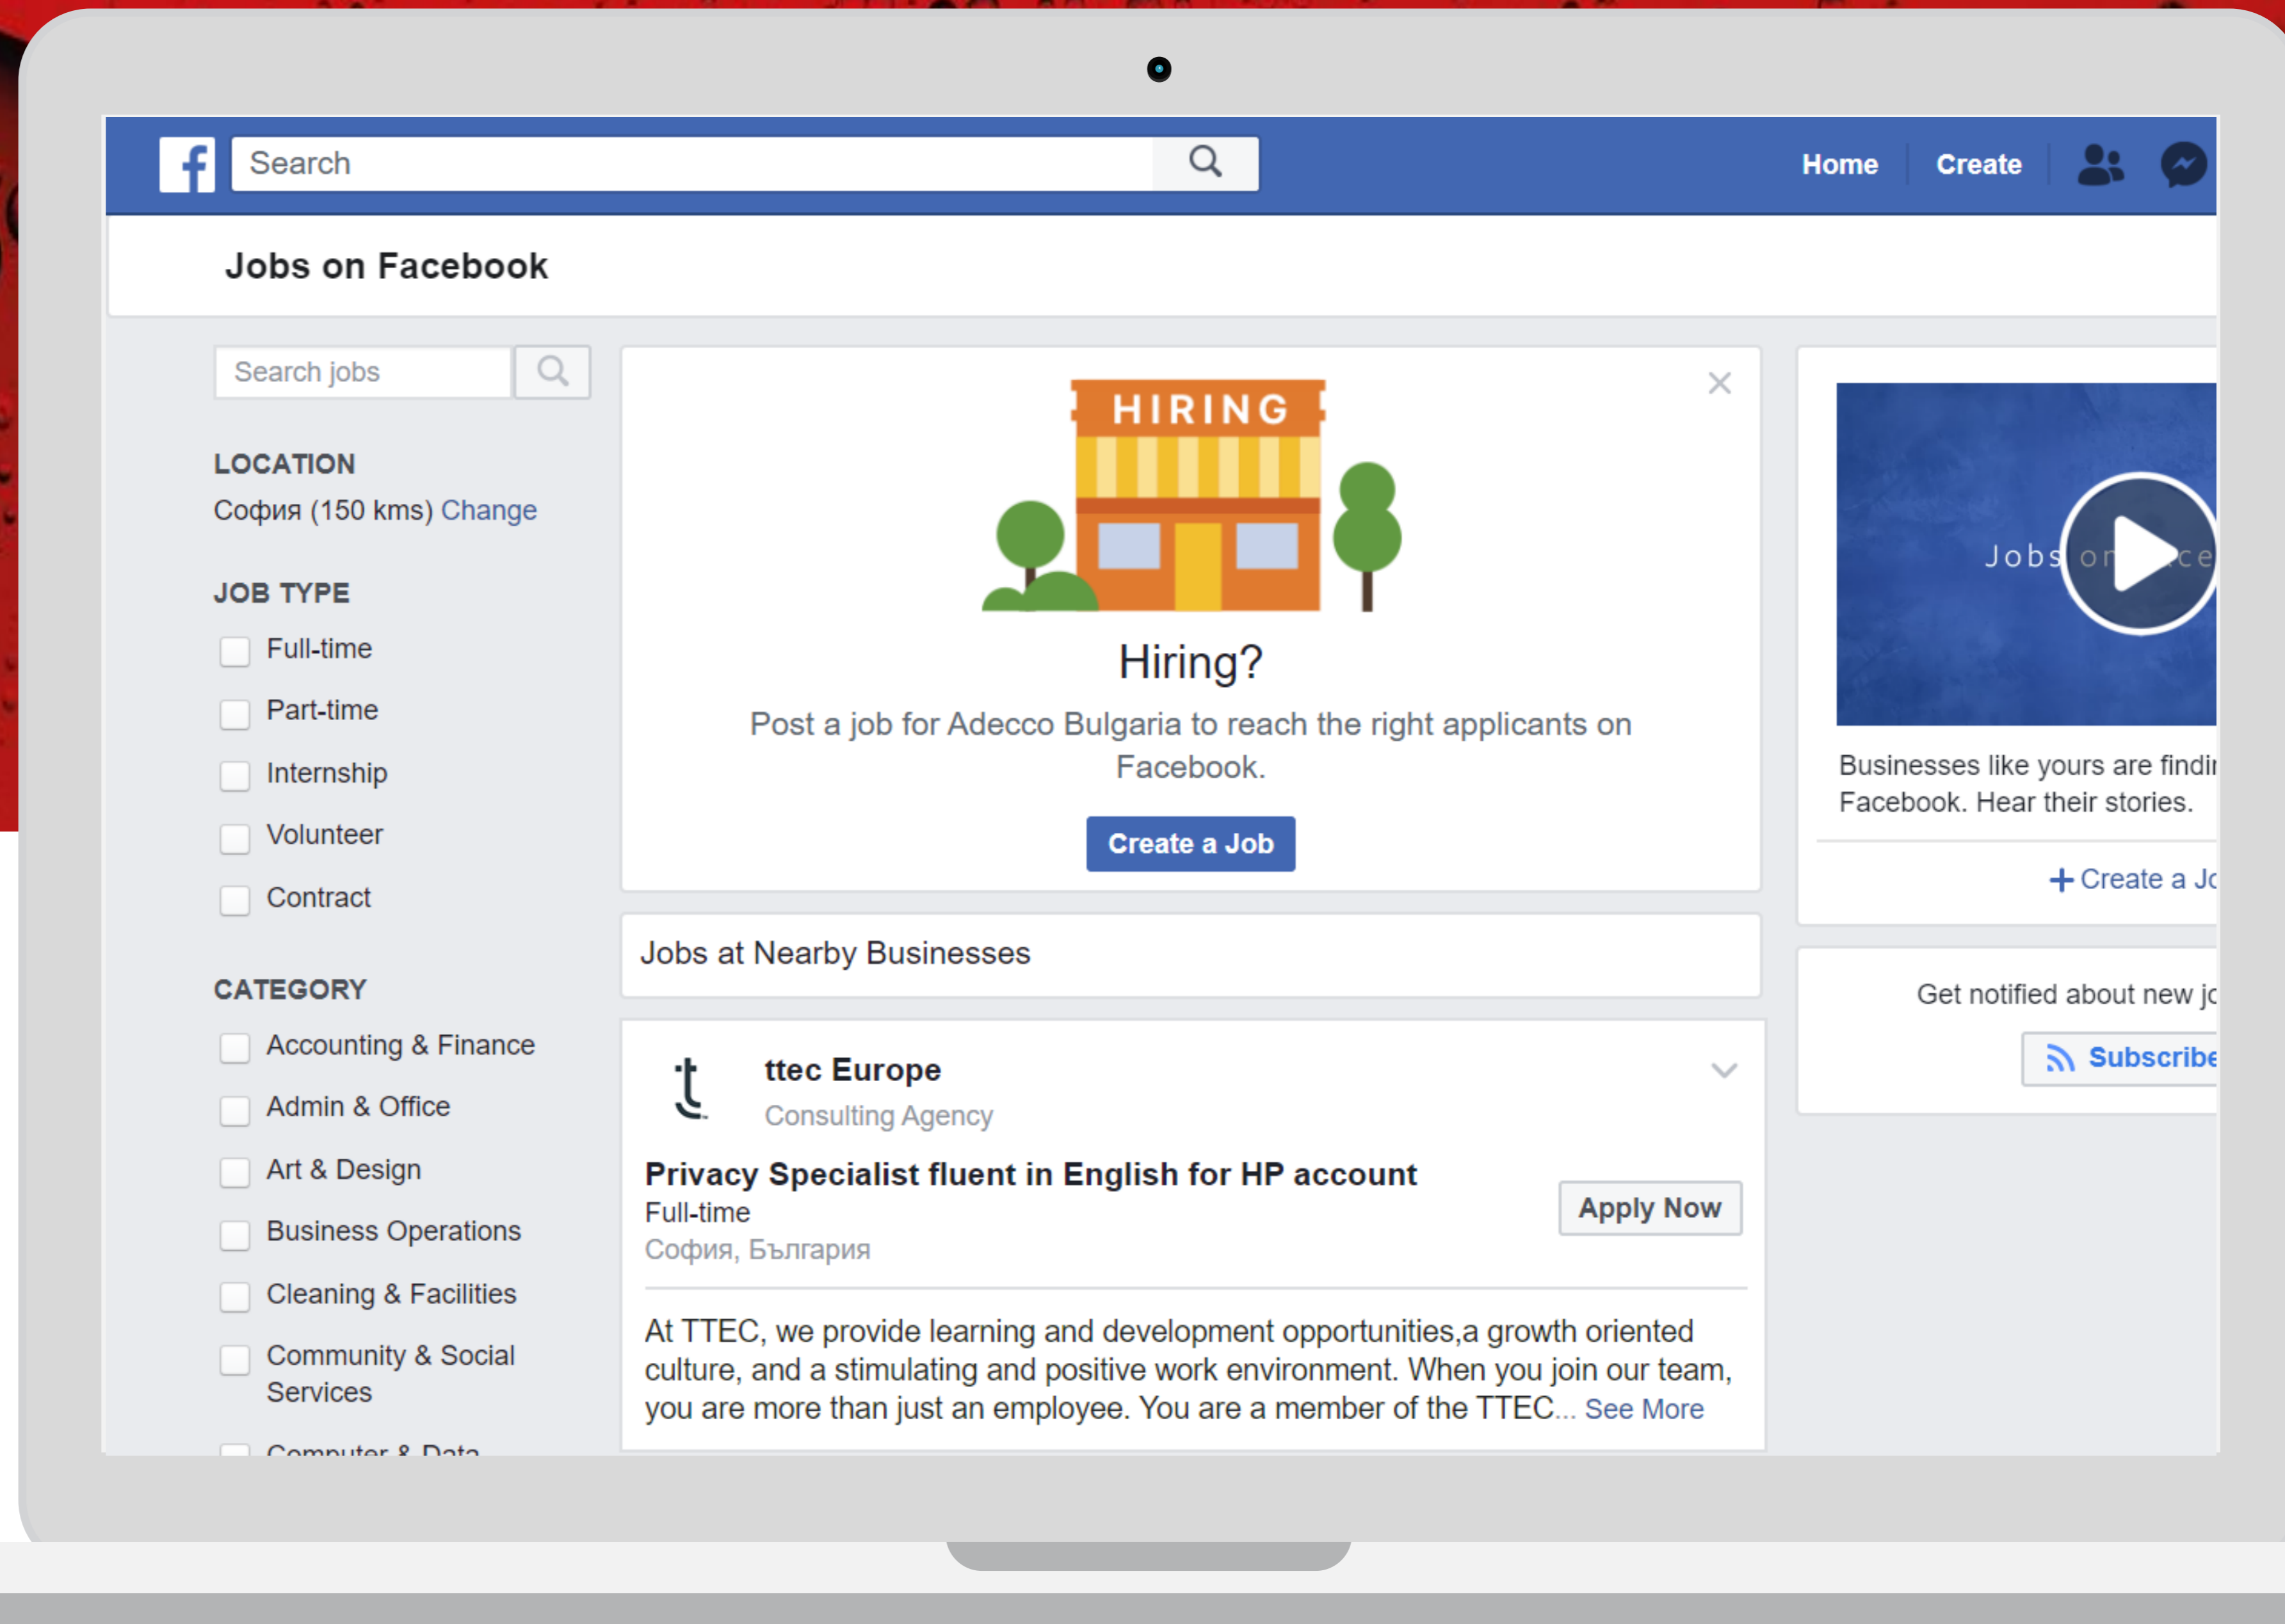 Search
Home
Create
Jobs on Facebook
Search jobs
LOCATION
София (150 kms) Change
JOB TYPE
Full-time
Part-time
Internship
Volunteer
Contract
CATEGORY
Accounting & Finance
Admin & Office
Art & Design
Business Operations
Cleaning & Facilities
Community & Social
Services
Computer & Data
HIRING
Hiring?
Post a job for Adecco Bulgaria to reach the right applicants on
Facebook.
Create a Job
Jobs at Nearby Businesses
ttec Europe
Consulting Agency
Privacy Specialist fluent in English for HP account
Full-time
София, България
Apply Now
At TTEC, we provide learning and development opportunities,a growth oriented
culture, and a stimulating and positive work environment. When you join our team,
you are more than just an employee. You are a member of the TTEC... See More
Jobs
Businesses like yours are
Facebook. Hear their stories.
Create a
Get notified about new
Subscribe